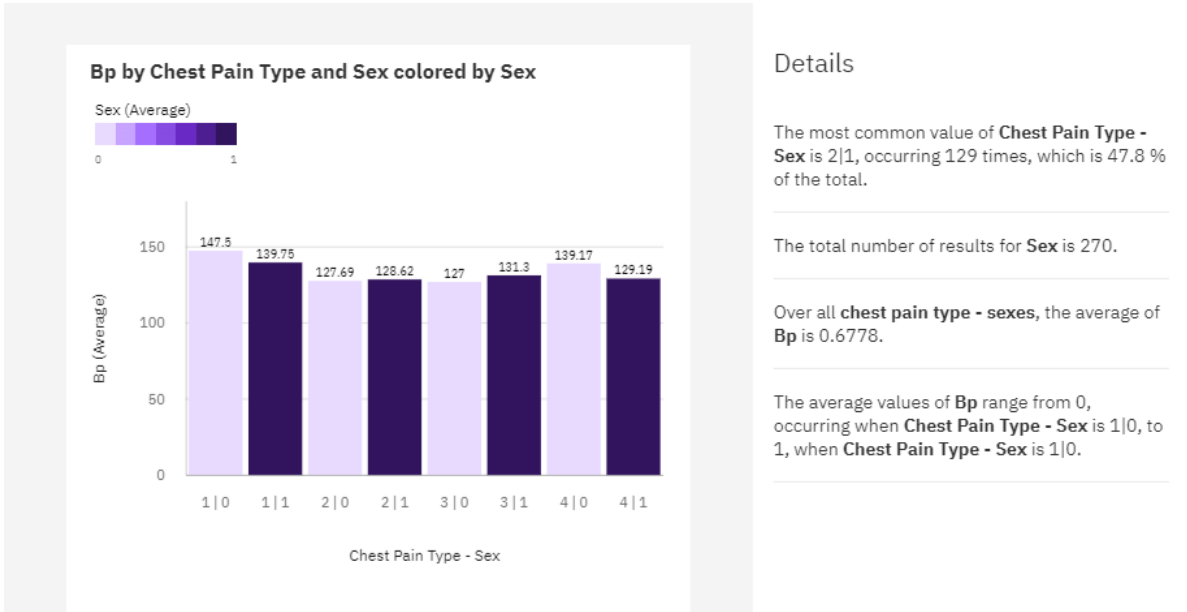 Bp by Chest Pain Type and Sex colored by Sex
Sex (Average)
0 1
Details
The most common value of Chest Pain Type -
Sex is 2|1, occurring 129 times, which is 47.8 %
of the total.
The total number of results for Sex is 270.
Over all chest pain type - sexes, the average of
Bp is 0.6778.
The average values of Bp range from 0,
occurring when Chest Pain Type - Sex is 1|0, to
1, when Chest Pain Type - Sex is 1|0.
Bp (Average)
150
100
50
0
147.5 139.75 127.69 128.62 127 131.3 139.17 129.19
1|0 1|1 2|0 2|1 3|0 3|1 4|0 4|1
Chest Pain Type - Sex